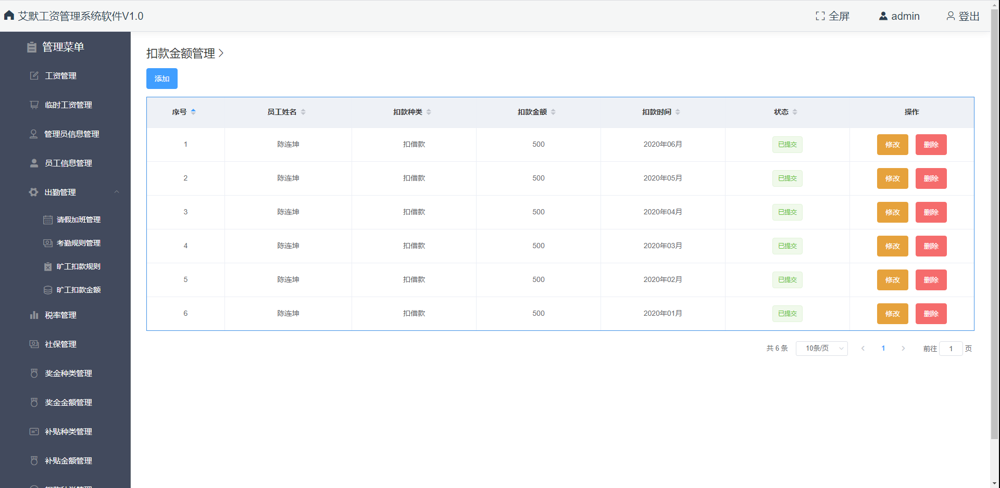 艾默工资管理系统软件V1.0 全屏 admin 登出
管理菜单
工资管理
临时工资管理
管理员信息管理
员工信息管理
出勤管理
请假加班管理
考勤规则管理
旷工扣款规则
旷工扣款金额
税率管理
社保管理
奖金种类管理
奖金金额管理
补贴种类管理
补贴金额管理
扣款种类管理
扣款金额管理
添加
序号 员工姓名 扣款种类 扣款金额 扣款时间 状态 操作
1 陈连坤 扣借款 500 2020年06月 已提交 修改 删除
2 陈连坤 扣借款 500 2020年05月 已提交 修改 删除
3 陈连坤 扣借款 500 2020年04月 已提交 修改 删除
4 陈连坤 扣借款 500 2020年03月 已提交 修改 删除
5 陈连坤 扣借款 500 2020年02月 已提交 修改 删除
6 陈连坤 扣借款 500 2020年01月 已提交 修改 删除
共 6 条 10条/页 1 前往 1 页